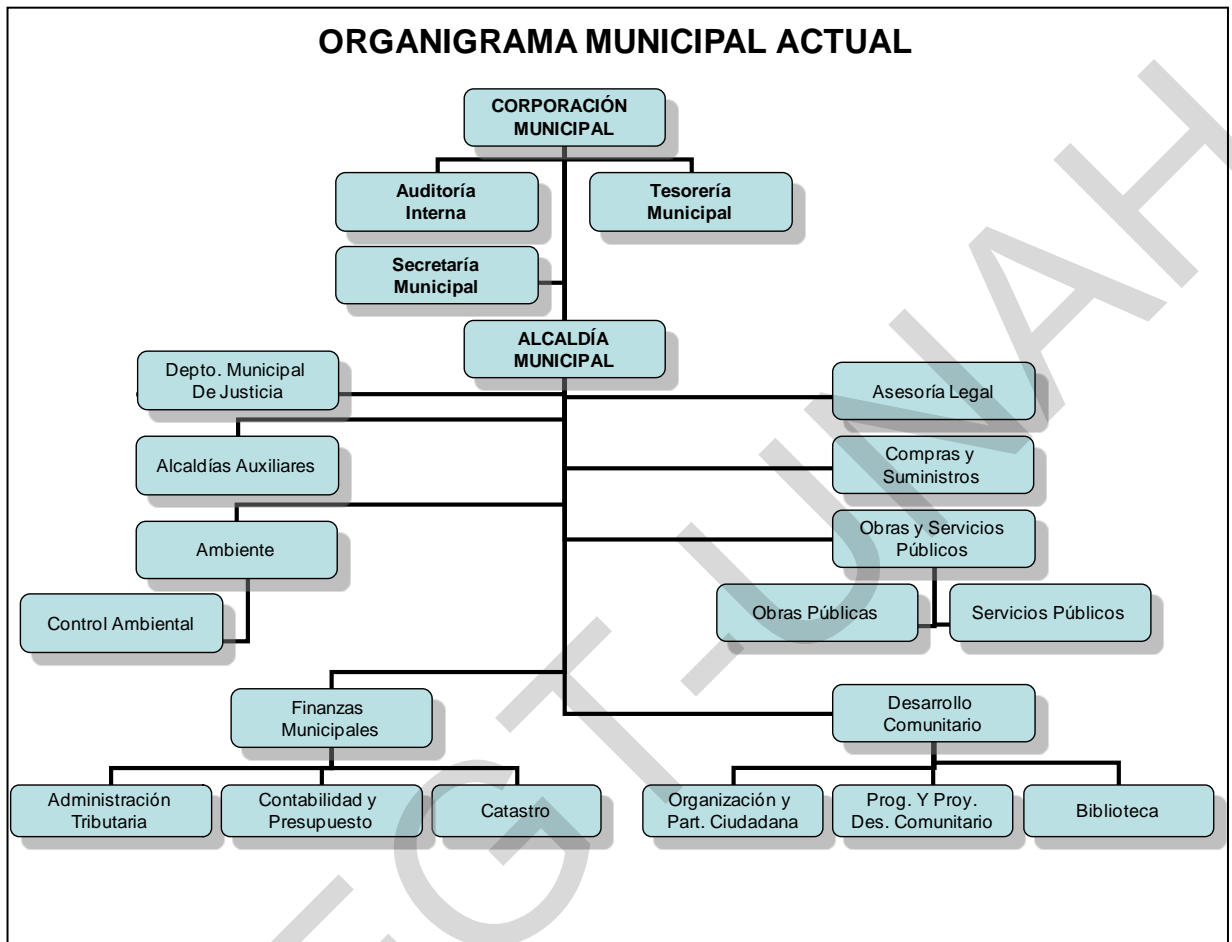 ORGANIGRAMA MUNICIPAL ACTUAL
CORPORACIÓN
MUNICIPAL
Auditoría
Interna
Tesorería
Municipal
Secretaría
Municipal
ALCALDÍA
MUNICIPAL
Depto. Municipal
De Justicia
Asesoría Legal
Alcaldías Auxiliares
Compras y
Suministros
Ambiente
Obras y Servicios
Públicos
Control Ambiental
Obras Públicas
Servicios Públicos
Finanzas
Municipales
Desarrollo
Comunitario
Administración
Tributaria
Contabilidad y
Presupuesto
Catastro
Organización y
Part. Ciudadana
Prog. Y Proy.
Des. Comunitario
Biblioteca